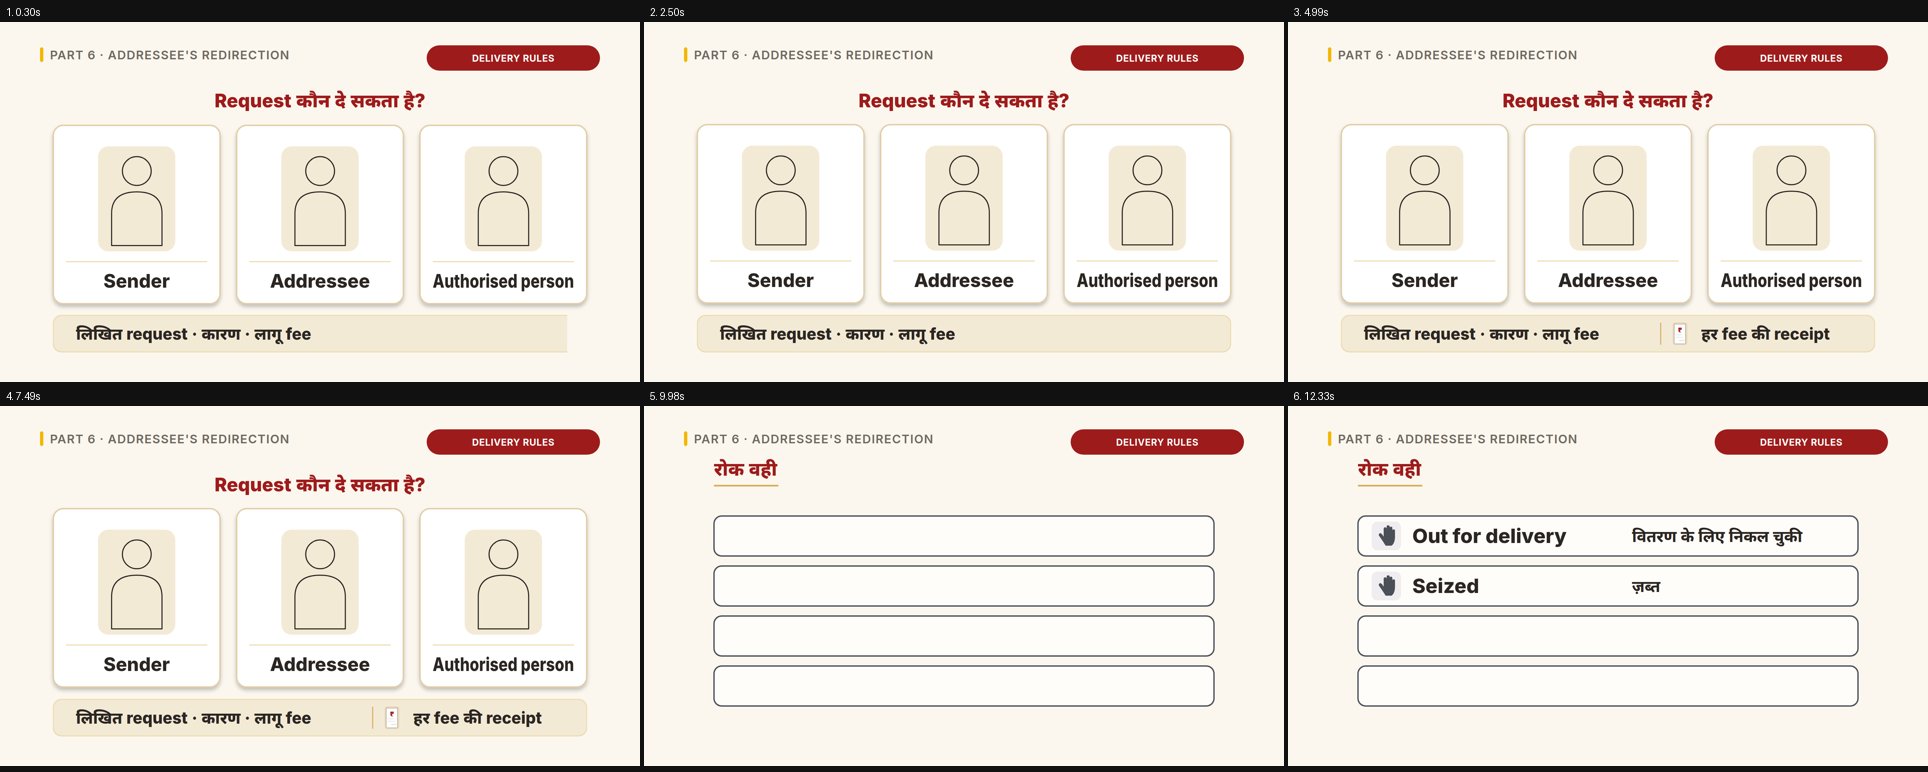 1. 0.30s
PART 6 · ADDRESSEE'S REDIRECTION
DELIVERY RULES
Request कौन दे सकता है?
Sender
Addressee
Authorised person
लिखित request · कारण · लागू fee
2. 2.50s
PART 6 · ADDRESSEE'S REDIRECTION
DELIVERY RULES
Request कौन दे सकता है?
Sender
Addressee
Authorised person
लिखित request · कारण · लागू fee
3. 4.99s
PART 6 · ADDRESSEE'S REDIRECTION
DELIVERY RULES
Request कौन दे सकता है?
Sender
Addressee
Authorised person
लिखित request · कारण · लागू fee
हर fee की receipt
4. 7.49s
PART 6 · ADDRESSEE'S REDIRECTION
DELIVERY RULES
Request कौन दे सकता है?
Sender
Addressee
Authorised person
लिखित request · कारण · लागू fee
हर fee की receipt
5. 9.98s
PART 6 · ADDRESSEE'S REDIRECTION
DELIVERY RULES
रोक वही
6. 12.33s
PART 6 · ADDRESSEE'S REDIRECTION
DELIVERY RULES
रोक वही
Out for delivery
वितरण के लिए निकल चुकी
Seized
ज़ब्त